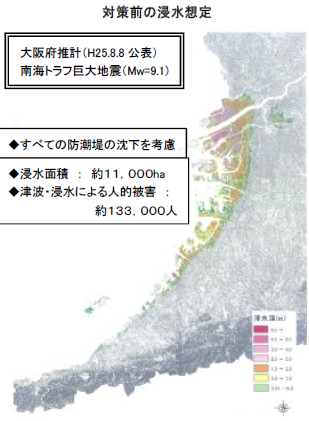 対策前の浸水想定
大阪府推計(H25.8.8 公表)
南海トラフ巨大地震(Mw=9.1)
◆すべての防潮堤の沈下を考慮
◆浸水面積 : 約11,000ha
◆津波・浸水による人的被害 :
約133,000人
浸水深(m)